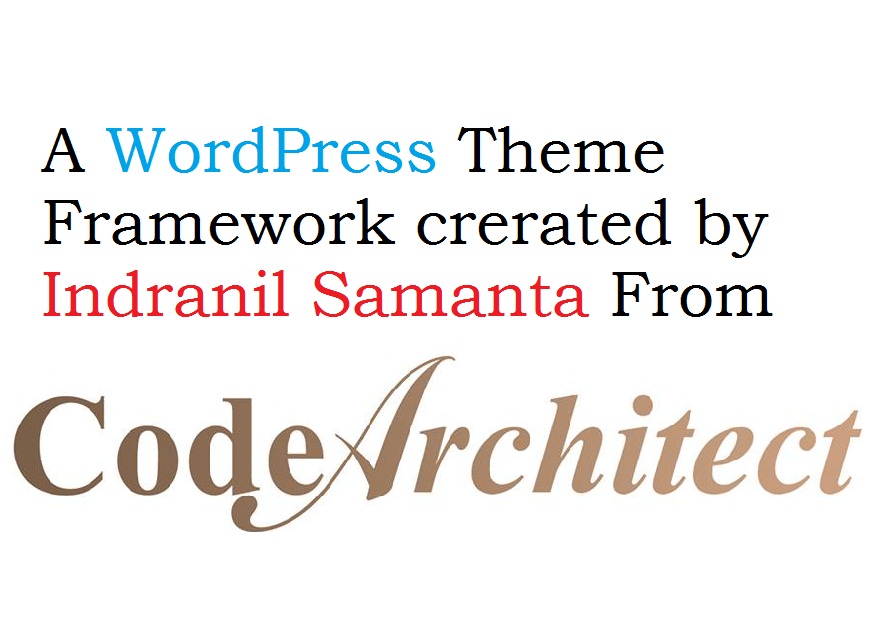 A WordPress Theme
Framework crerated by
Indranil Samanta From
CodeArchitect